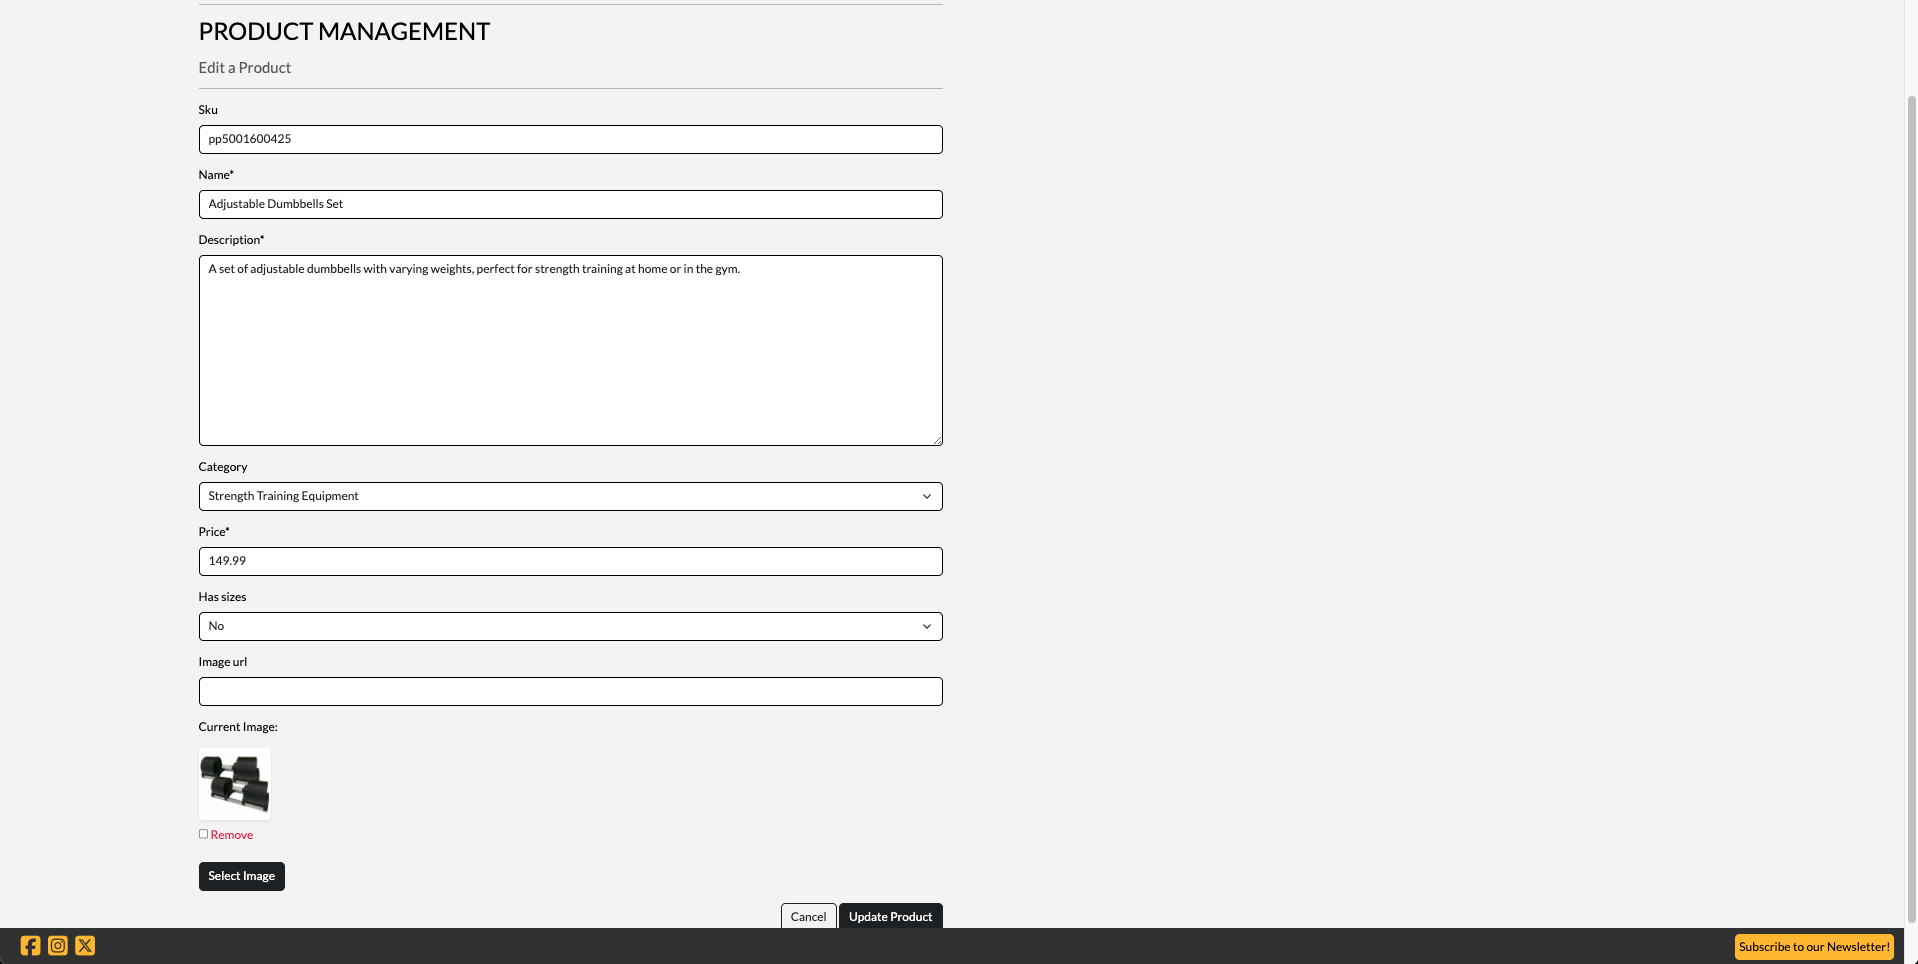 PRODUCT MANAGEMENT
Edit a Product
Sku
pp5001600425
Name*
Adjustable Dumbbells Set
Description*
A set of adjustable dumbbells with varying weights, perfect for strength training at home or in the gym.
Category
Strength Training Equipment
Price*
149.99
Has sizes
No
Image url
Current Image:
Remove
Select Image
Cancel Update Product
Subscribe to our Newsletter!